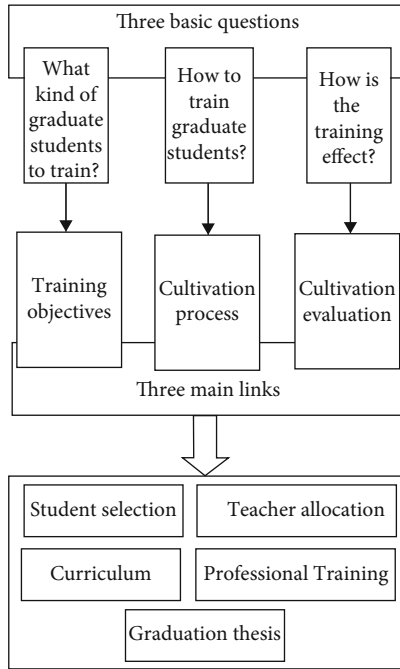 Three basic questions
What
kind of
graduate
students
to train?
How to
train
graduate
students?
How is
the
training
effect?
Training
objectives
Cultivation
process
Cultivation
evaluation
Three main links
Student selection
Teacher allocation
Curriculum
Professional Training
Graduation thesis